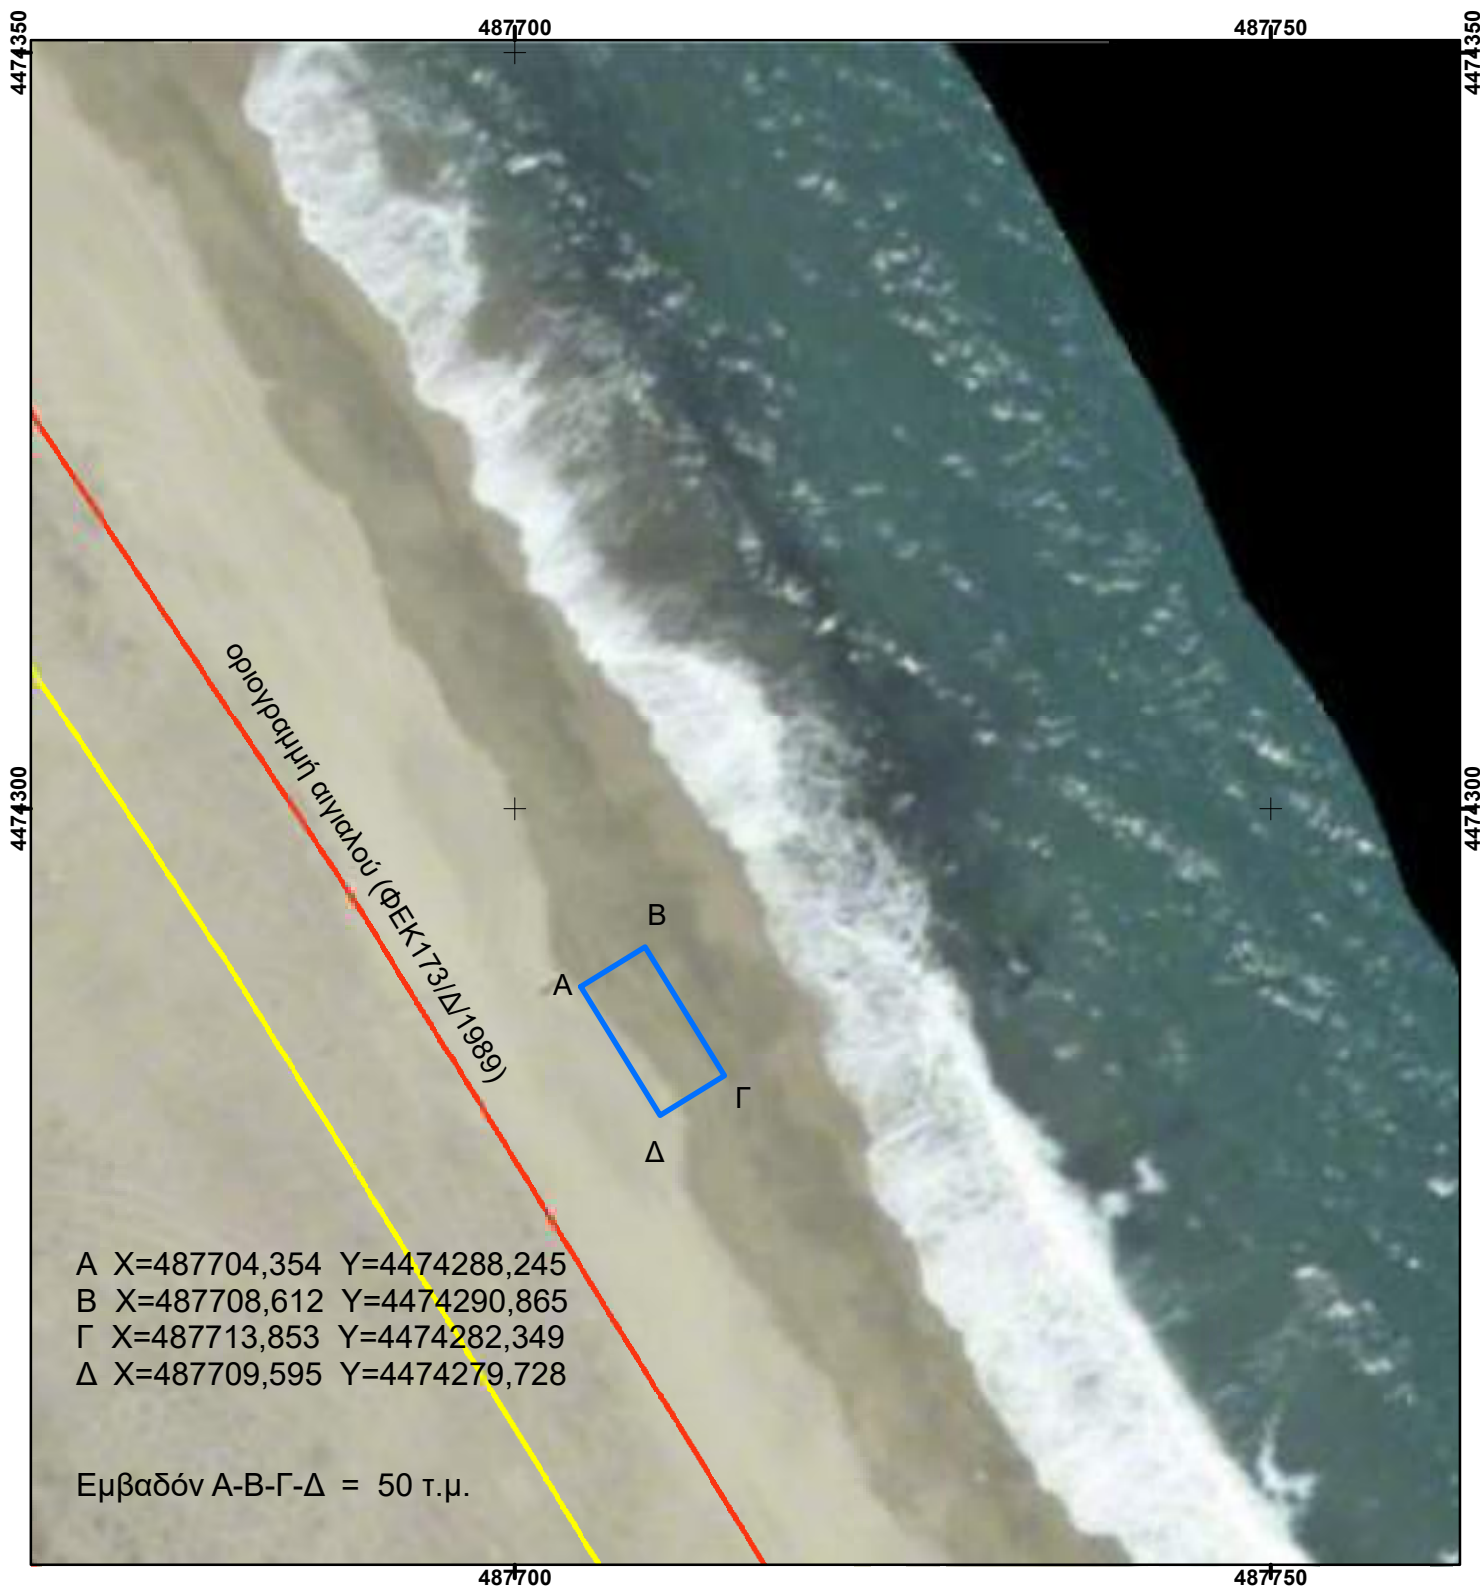 487700
487750
4474350
4474350
οριογραμμή αιγιαλού (ΦΕΚ173/Δ/1989)
4474300
4474300
Β
Α
Γ
Δ
Α Χ=487704,354 Υ=4474288,245
Β Χ=487708,612 Υ=4474290,865
Γ Χ=487713,853 Υ=4474282,349
Δ Χ=487709,595 Υ=4474279,728
Εμβαδόν Α-Β-Γ-Δ = 50 τ.μ.
487700
487750